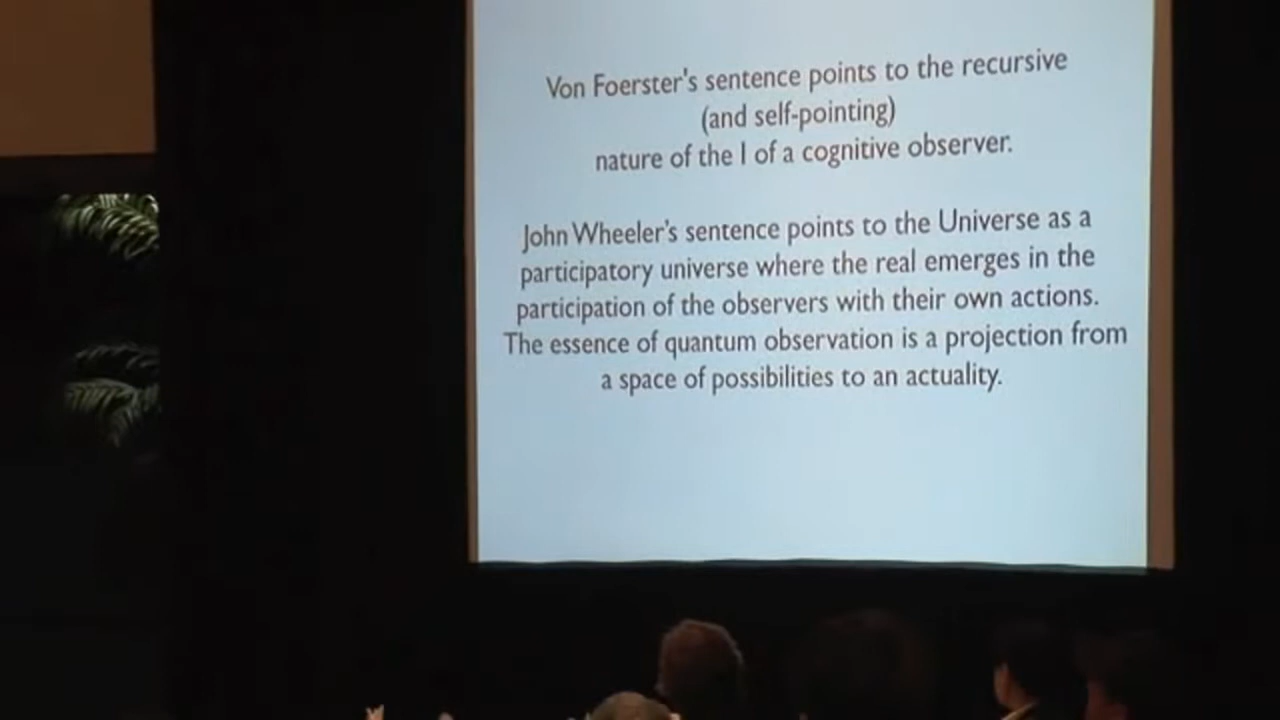 Von Foerster's sentence points to the recursive
(and self-pointing)
nature of the I of a cognitive observer.
John Wheeler's sentence points to the Universe as a
participatory universe where the real emerges in the
participation of the observers with their own actions.
The essence of quantum observation is a projection from
a space of possibilities to an actuality.